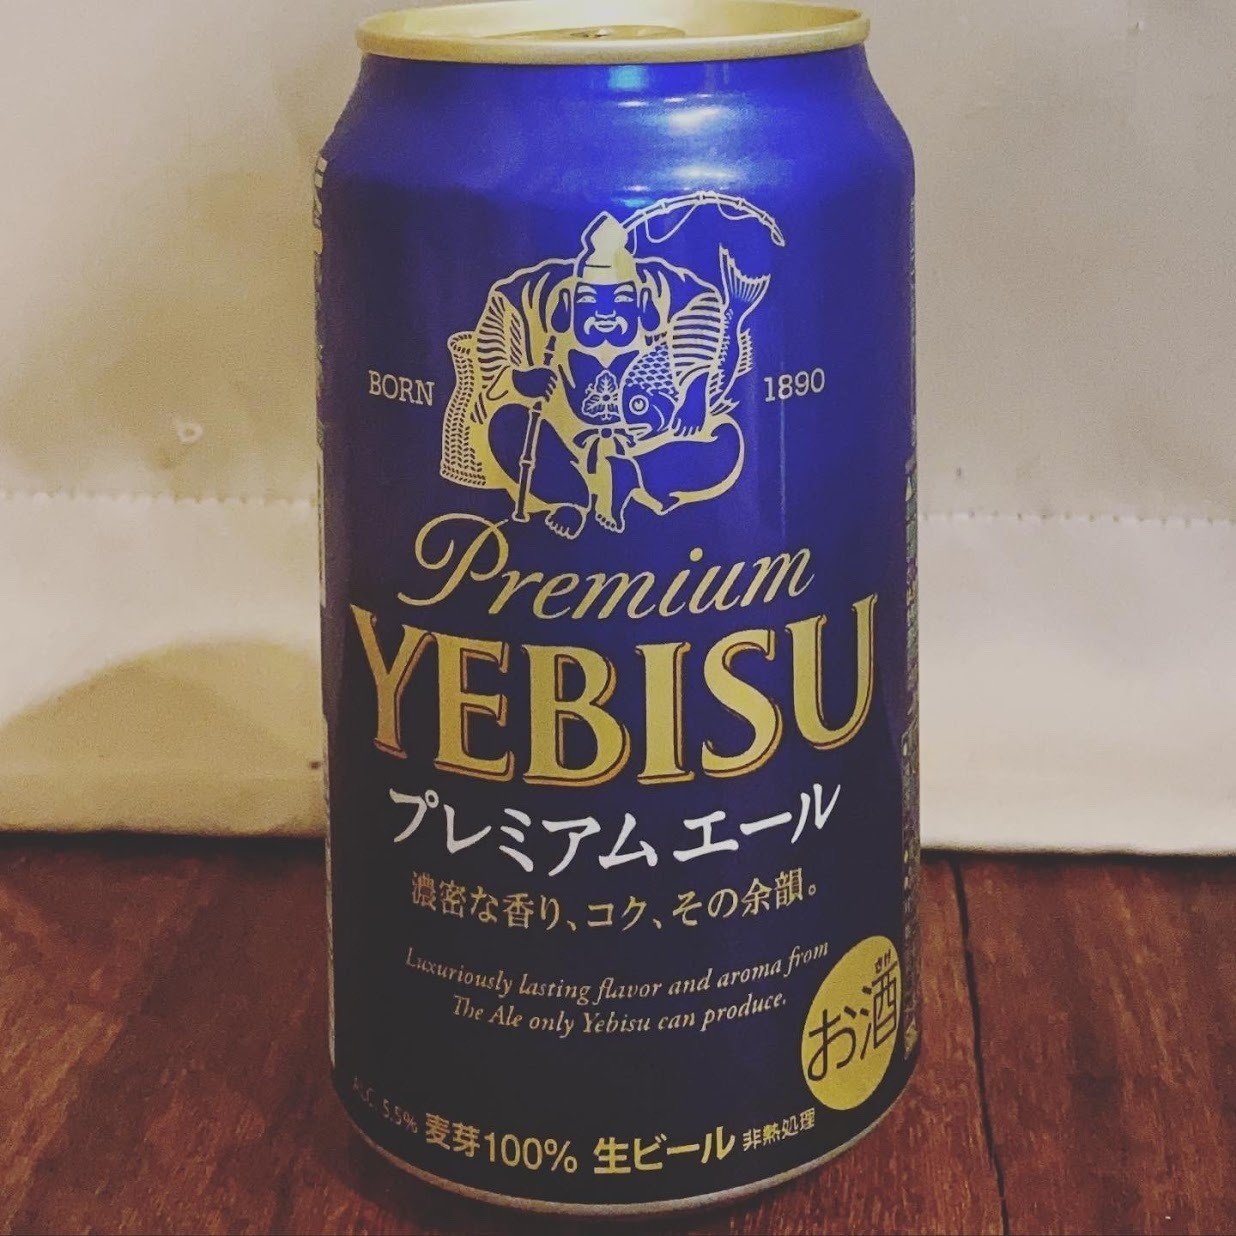 BORN 1890
Premium
YEBISU
プレミアム エール
濃密な香り、コク、その余韻。
Luxuriously lasting flavor and aroma from
The Ale only Yebisu can produce.
さけ
お酒
ALC. 5.5% 麦芽100% 生ビール 非熱処理